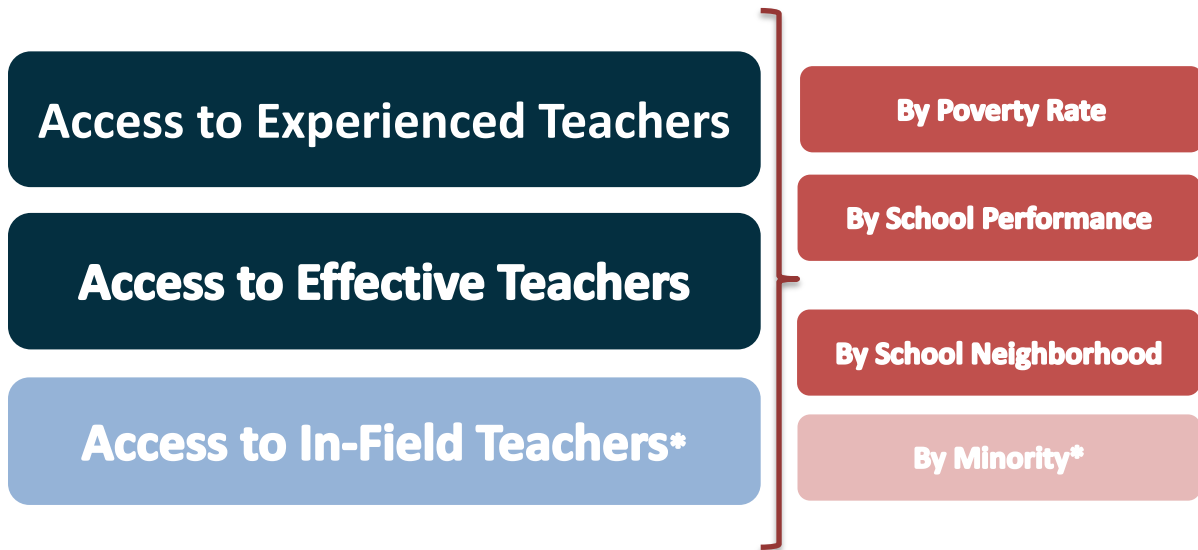 Access to Experienced Teachers
Access to Effective Teachers
Access to In-Field Teachers*
By Poverty Rate
By School Performance
By School Neighborhood
By Minority*